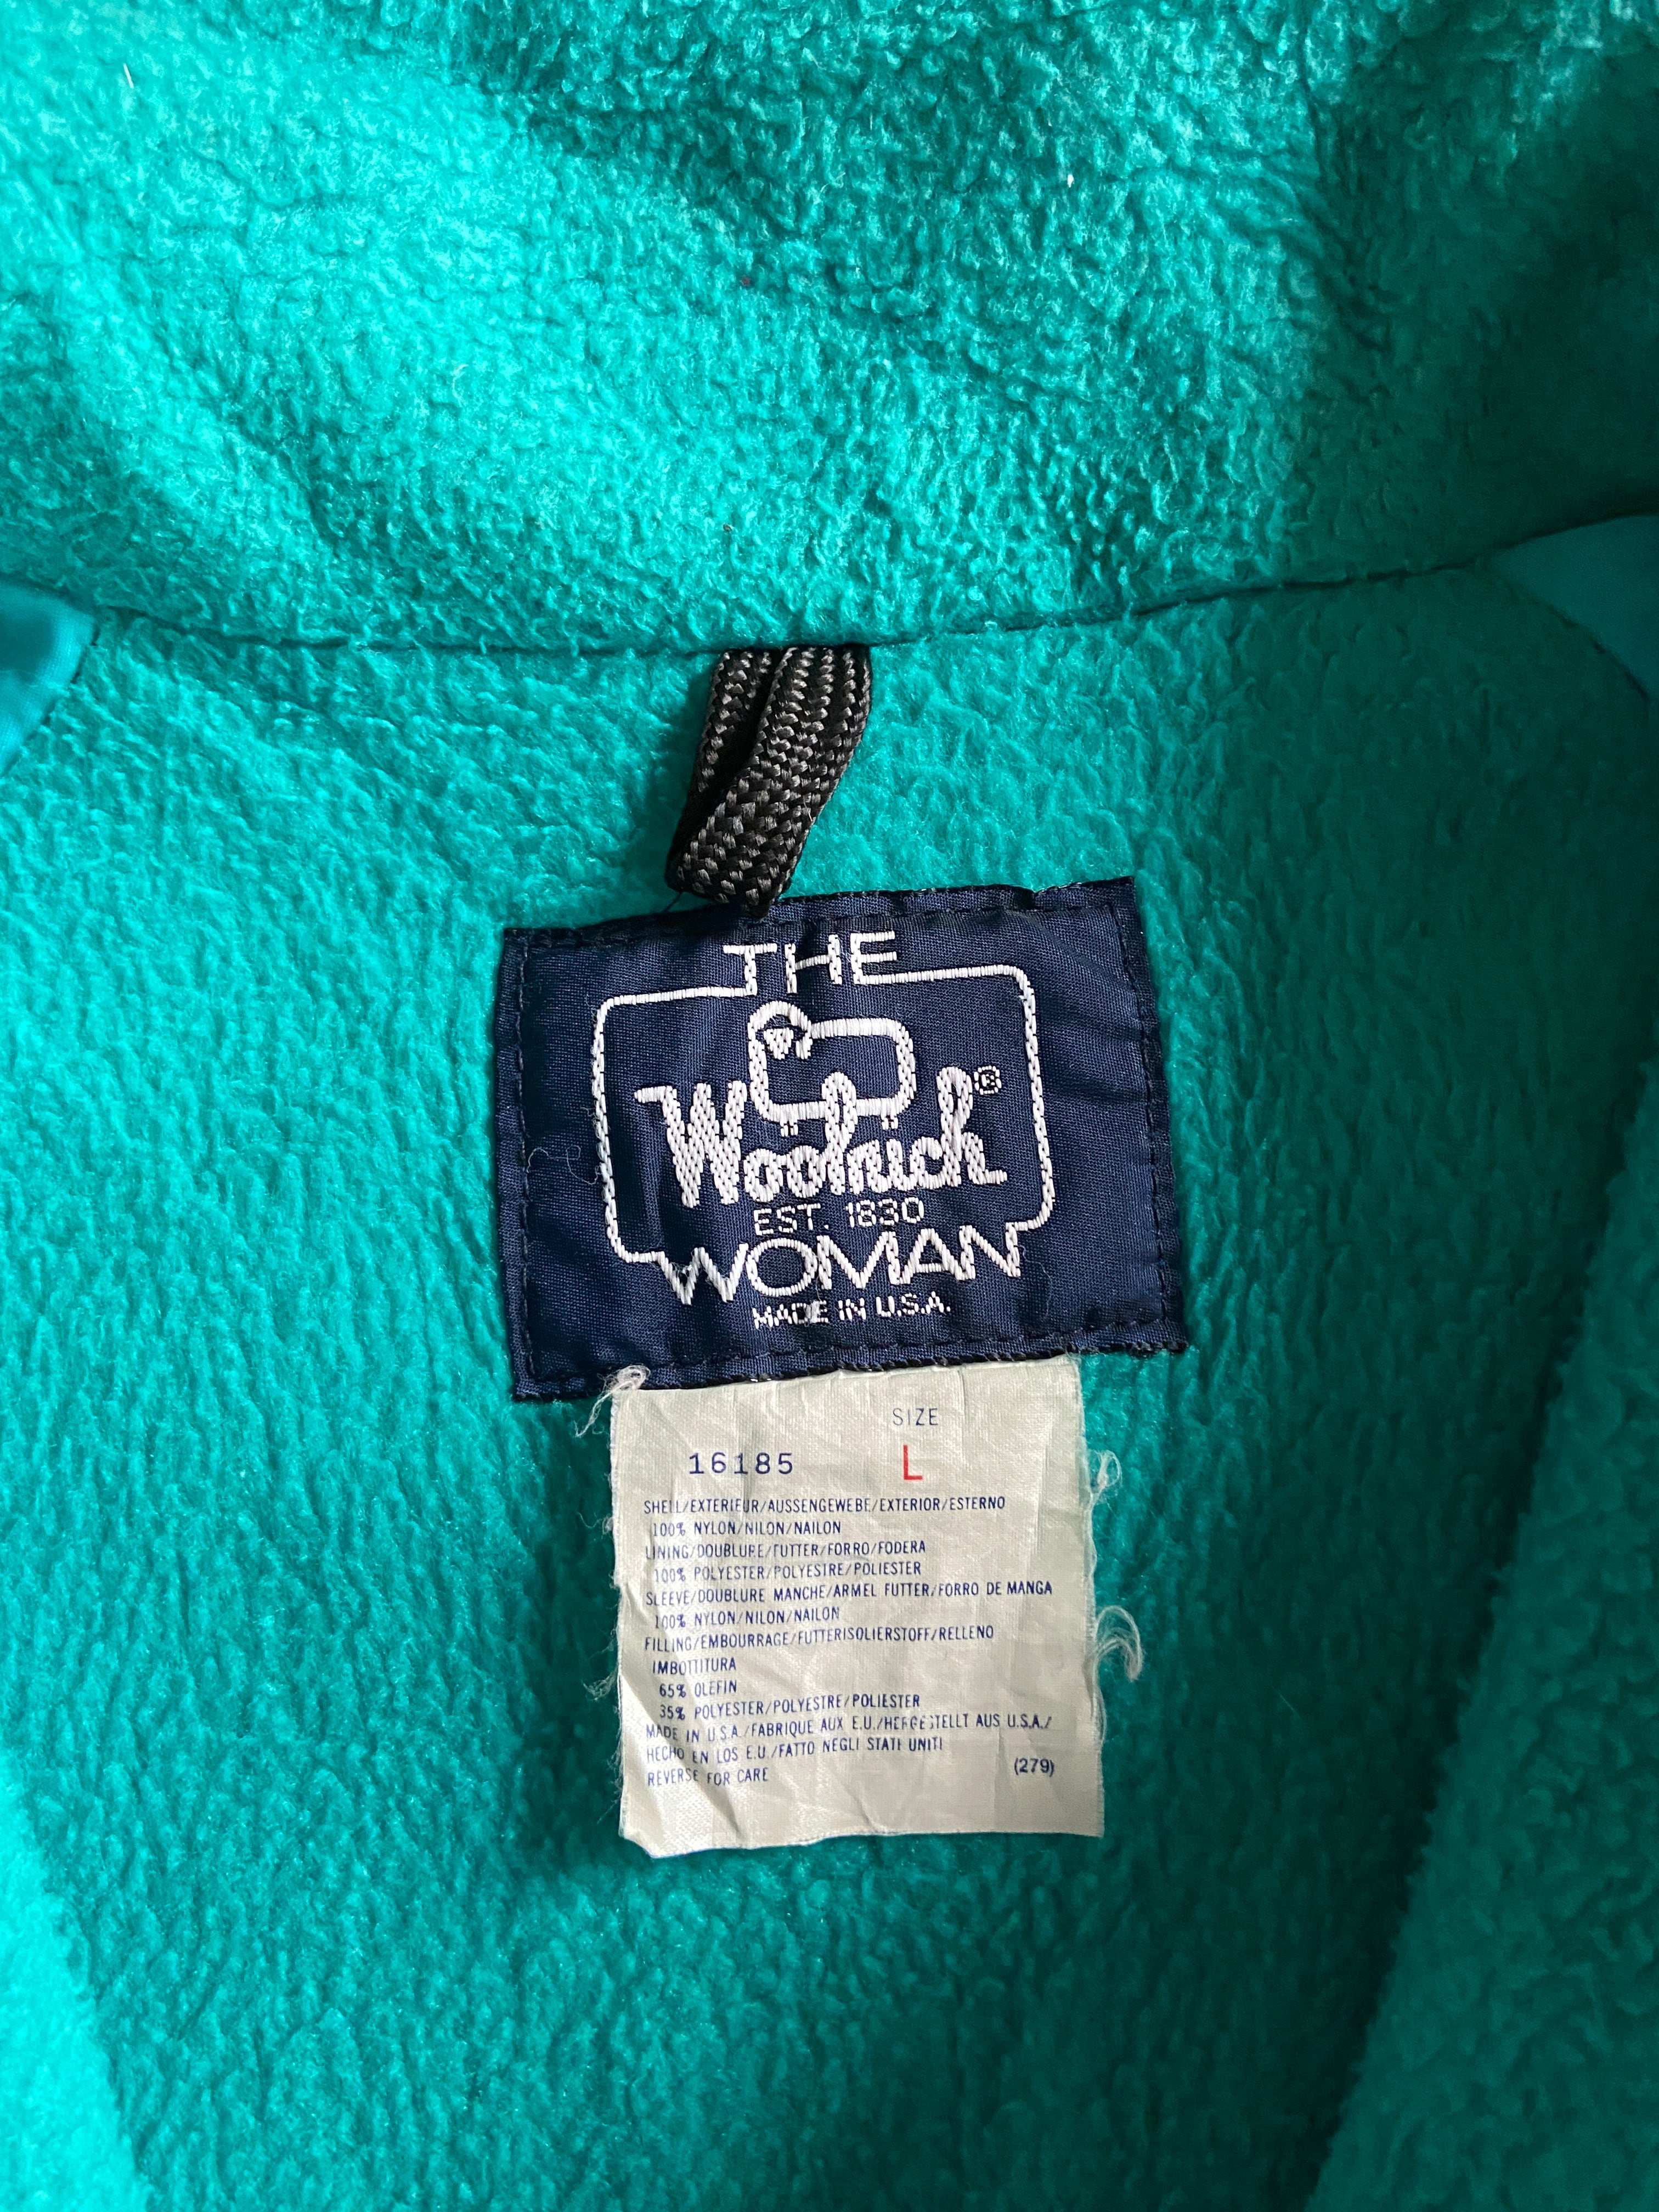 THE
Woolrich®
EST. 1830
WOMAN
MADE IN U.S.A.
SIZE
16185 L
SHELL/EXTERIEUR/AUSSENGEWEBE/EXTERIOR/ESTERNO
100% NYLON/NILON/NAILON
LINING/DOUBLURE/FUTTER/FORRO/FODERA
100% POLYESTER/POLYESTRE/POLIESTER
SLEEVE/DOUBLURE MANCHE/ARMEL FUTTER/FORRO DE MANGA
100% NYLON/NILON/NAILON
FILLING/EMBOURRAGE/FUTTERISOLIERSTOFF/RELLENO
IMBOTTITURA
65% OLEFIN
35% POLYESTER/POLYESTRE/POLIESTER
MADE IN U.S.A./FABRIQUE AUX E.U./HERGESTELLT AUS U.S.A./
HECHO EN LOS E.U./FATTO NEGLI STATI UNITI
REVERSE FOR CARE (279)